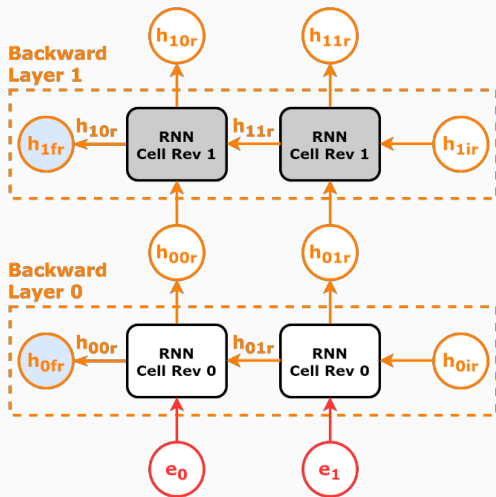 h10r h11r
Backward
Layer 1
h1fr h10r RNN Cell Rev 1 h11r RNN Cell Rev 1 h1ir
h00r h01r
Backward
Layer 0
h0fr h00r RNN Cell Rev 0 h01r RNN Cell Rev 0 h0ir
e0 e1